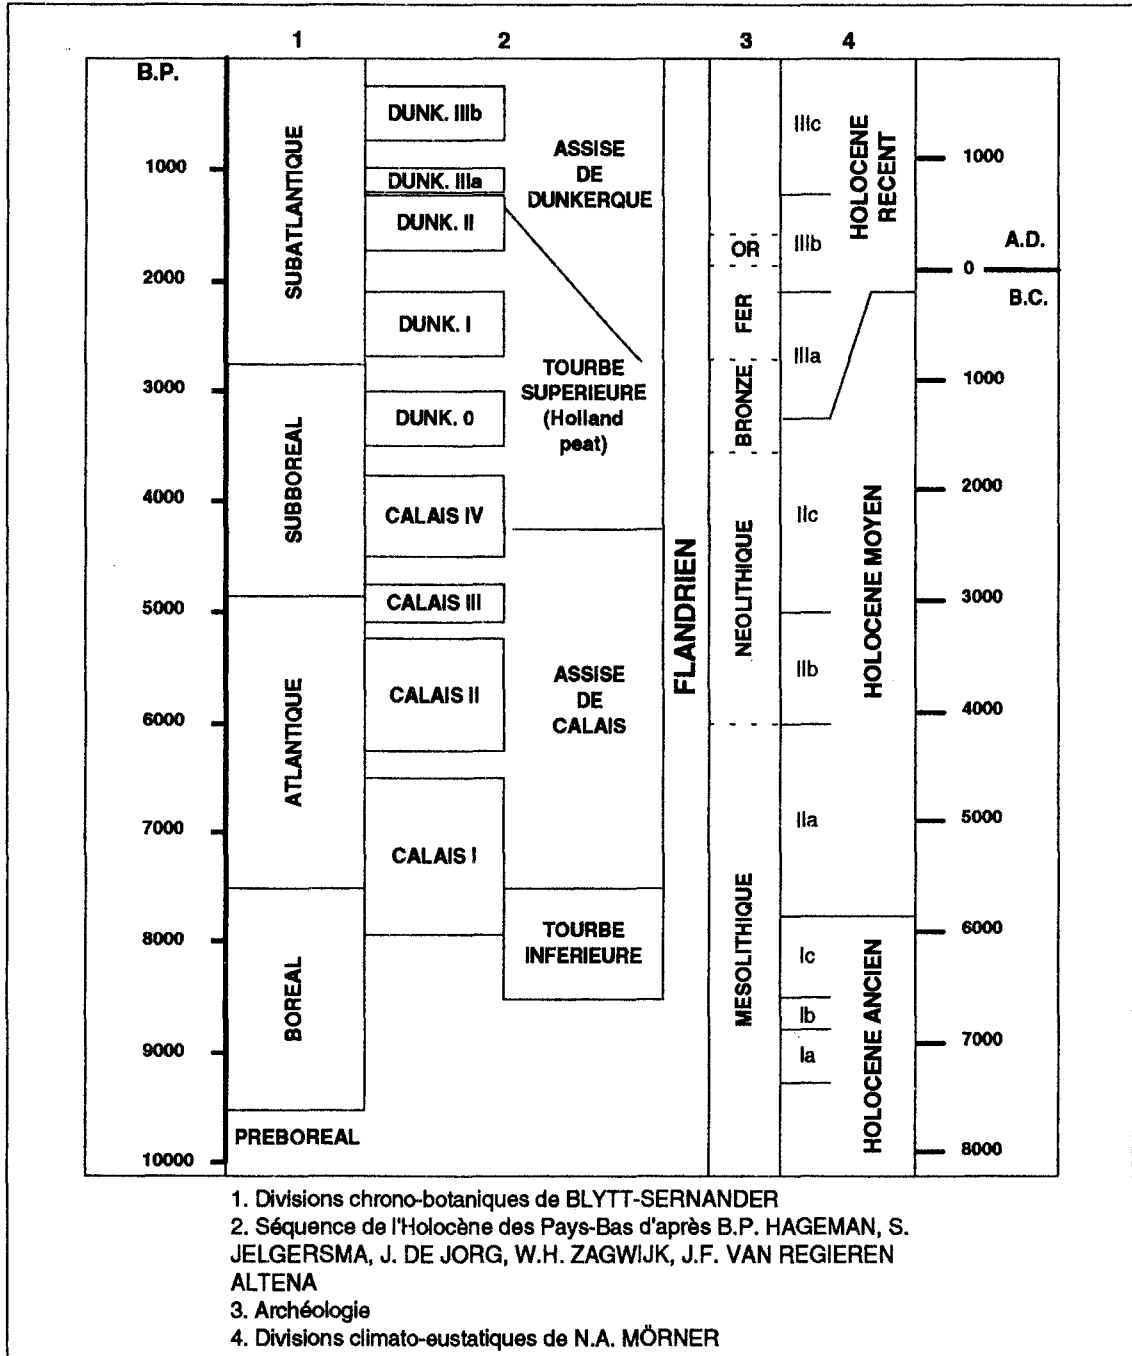 1 2 3 4
B.P.
1000
2000
3000
4000
5000
6000
7000
8000
9000
10000
SUBATLANTIQUE
SUBBOREAL
ATLANTIQUE
BOREAL
PREBOREAL
DUNK. IIIb
DUNK. IIIa
DUNK. II
DUNK. I
DUNK. 0
CALAIS IV
CALAIS III
CALAIS II
CALAIS I
ASSISE
DE
DUNKERQUE
TOURBE
SUPERIEURE
(Holland
peat)
ASSISE
DE
CALAIS
TOURBE
INFERIEURE
FLANDRIEN
OR
FER
BRONZE
NEOLITHIQUE
MESOLITHIQUE
IIIc
IIIb
IIIa
IIc
IIb
IIa
Ic
Ib
Ia
HOLOCENE
RECENT
HOLOCENE MOYEN
HOLOCENE ANCIEN
1000
A.D.
0
B.C.
1000
2000
3000
4000
5000
6000
7000
8000
1. Divisions chrono-botaniques de BLYTT-SERNANDER
2. Séquence de l'Holocène des Pays-Bas d'après B.P. HAGEMAN, S.
JELGERSMA, J. DE JORG, W.H. ZAGWIJK, J.F. VAN REGIEREN
ALTENA
3. Archéologie
4. Divisions climato-eustatiques de N.A. MÖRNER